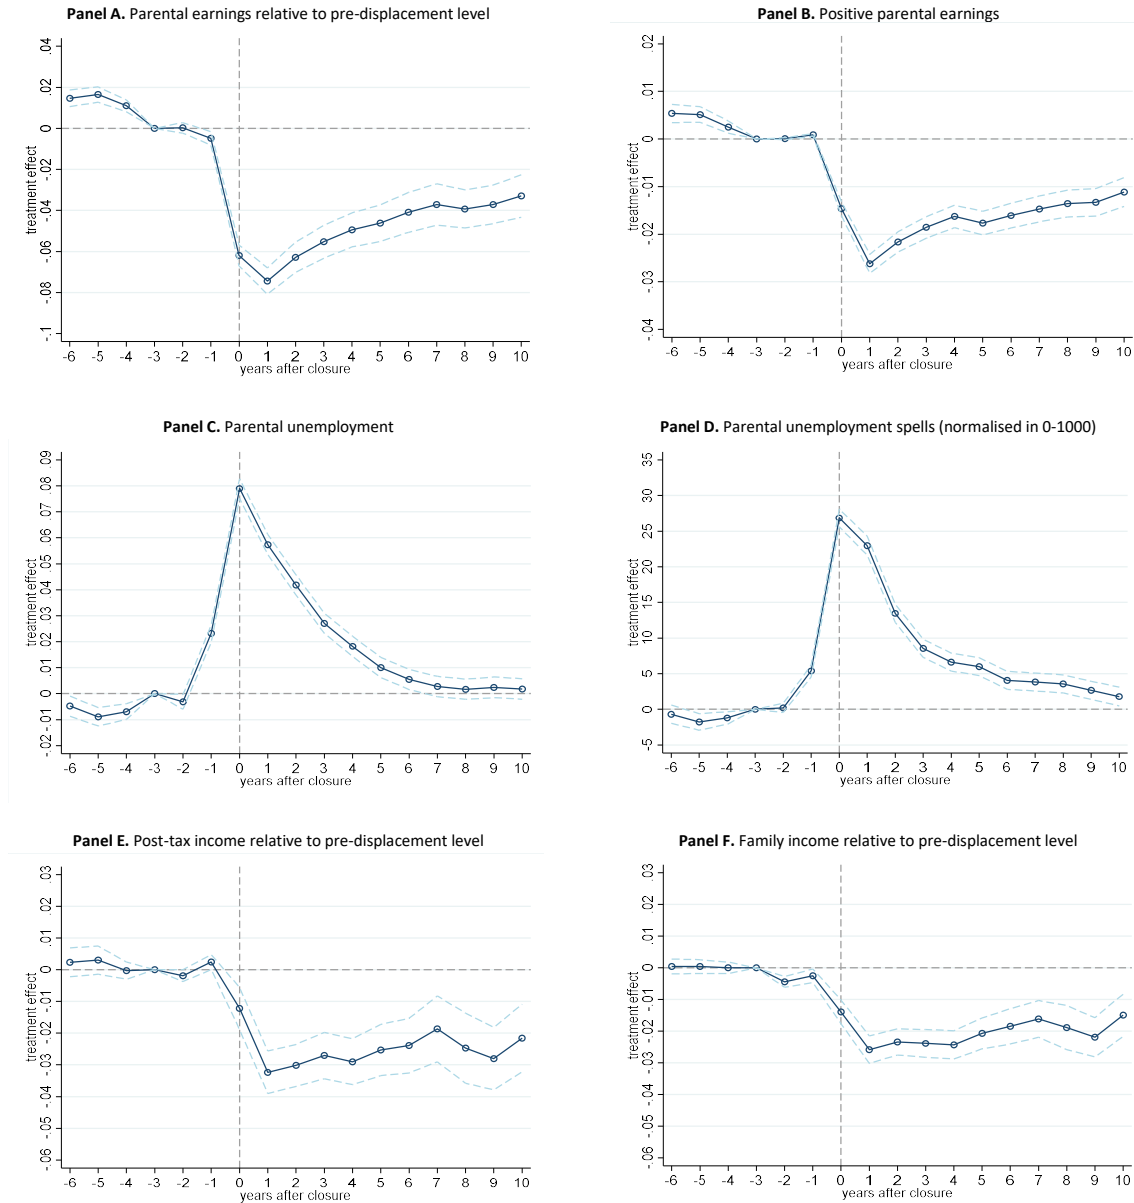 Panel A. Parental earnings relative to pre-displacement level
treatment effect
.04
.02
0
-.02
-.04
-.06
-.08
-.1
-6 -5 -4 -3 -2 -1 0 1 2 3 4 5 6 7 8 9 10
years after closure
Panel B. Positive parental earnings
treatment effect
.02
.01
0
-.01
-.02
-.03
-.04
-6 -5 -4 -3 -2 -1 0 1 2 3 4 5 6 7 8 9 10
years after closure
Panel C. Parental unemployment
treatment effect
.09
.08
.07
.06
.05
.04
.03
.02
.01
0
-.01
-.02
-6 -5 -4 -3 -2 -1 0 1 2 3 4 5 6 7 8 9 10
years after closure
Panel D. Parental unemployment spells (normalised in 0-1000)
treatment effect
35
30
25
20
15
10
5
0
-5
-6 -5 -4 -3 -2 -1 0 1 2 3 4 5 6 7 8 9 10
years after closure
Panel E. Post-tax income relative to pre-displacement level
treatment effect
.03
.02
.01
0
-.01
-.02
-.03
-.04
-.05
-.06
-6 -5 -4 -3 -2 -1 0 1 2 3 4 5 6 7 8 9 10
years after closure
Panel F. Family income relative to pre-displacement level
treatment effect
.03
.02
.01
0
-.01
-.02
-.03
-.04
-.05
-.06
-6 -5 -4 -3 -2 -1 0 1 2 3 4 5 6 7 8 9 10
years after closure